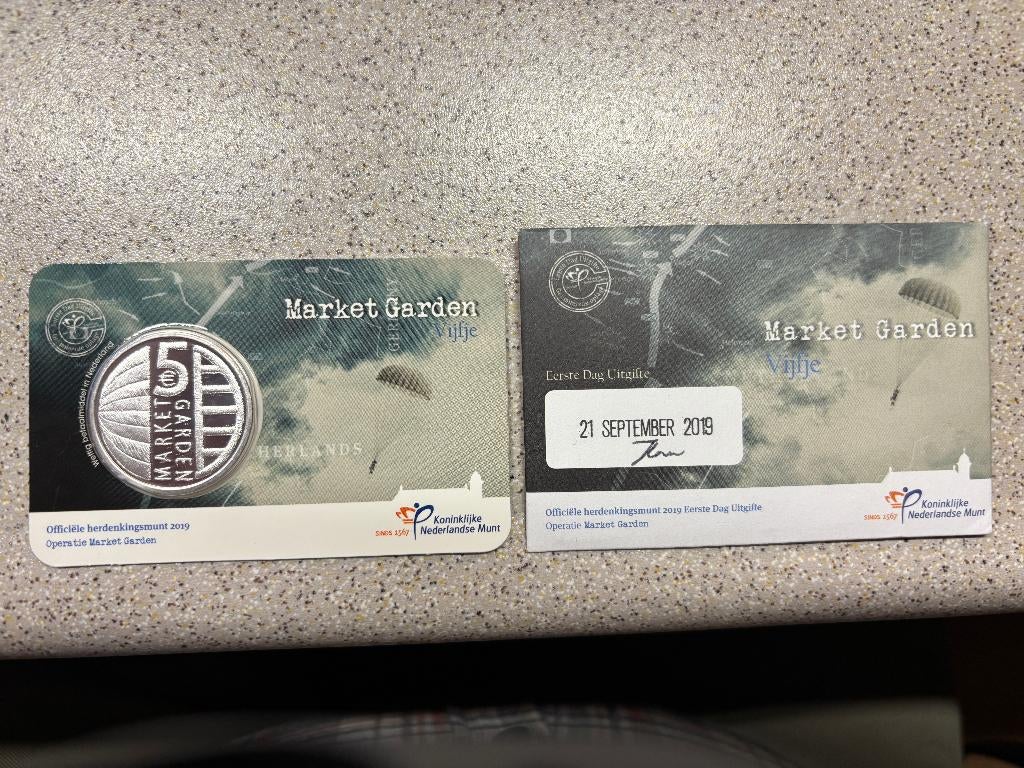 Market Garden
Vijfje
GERMANY
Wettig betaalmiddel in Nederland
5
MARKET
GARDEN
HERLANDS
Officiële herdenkingsmunt 2019
Operatie Market Garden
SINDS 1567
Koninklijke
Nederlandse Munt
Market Garden
Vijfje
Eerste Dag Uitgifte
21 SEPTEMBER 2019
Officiële herdenkingsmunt 2019 Eerste Dag Uitgifte
Operatie Market Garden
SINDS 1567
Koninklijke
Nederlandse Munt